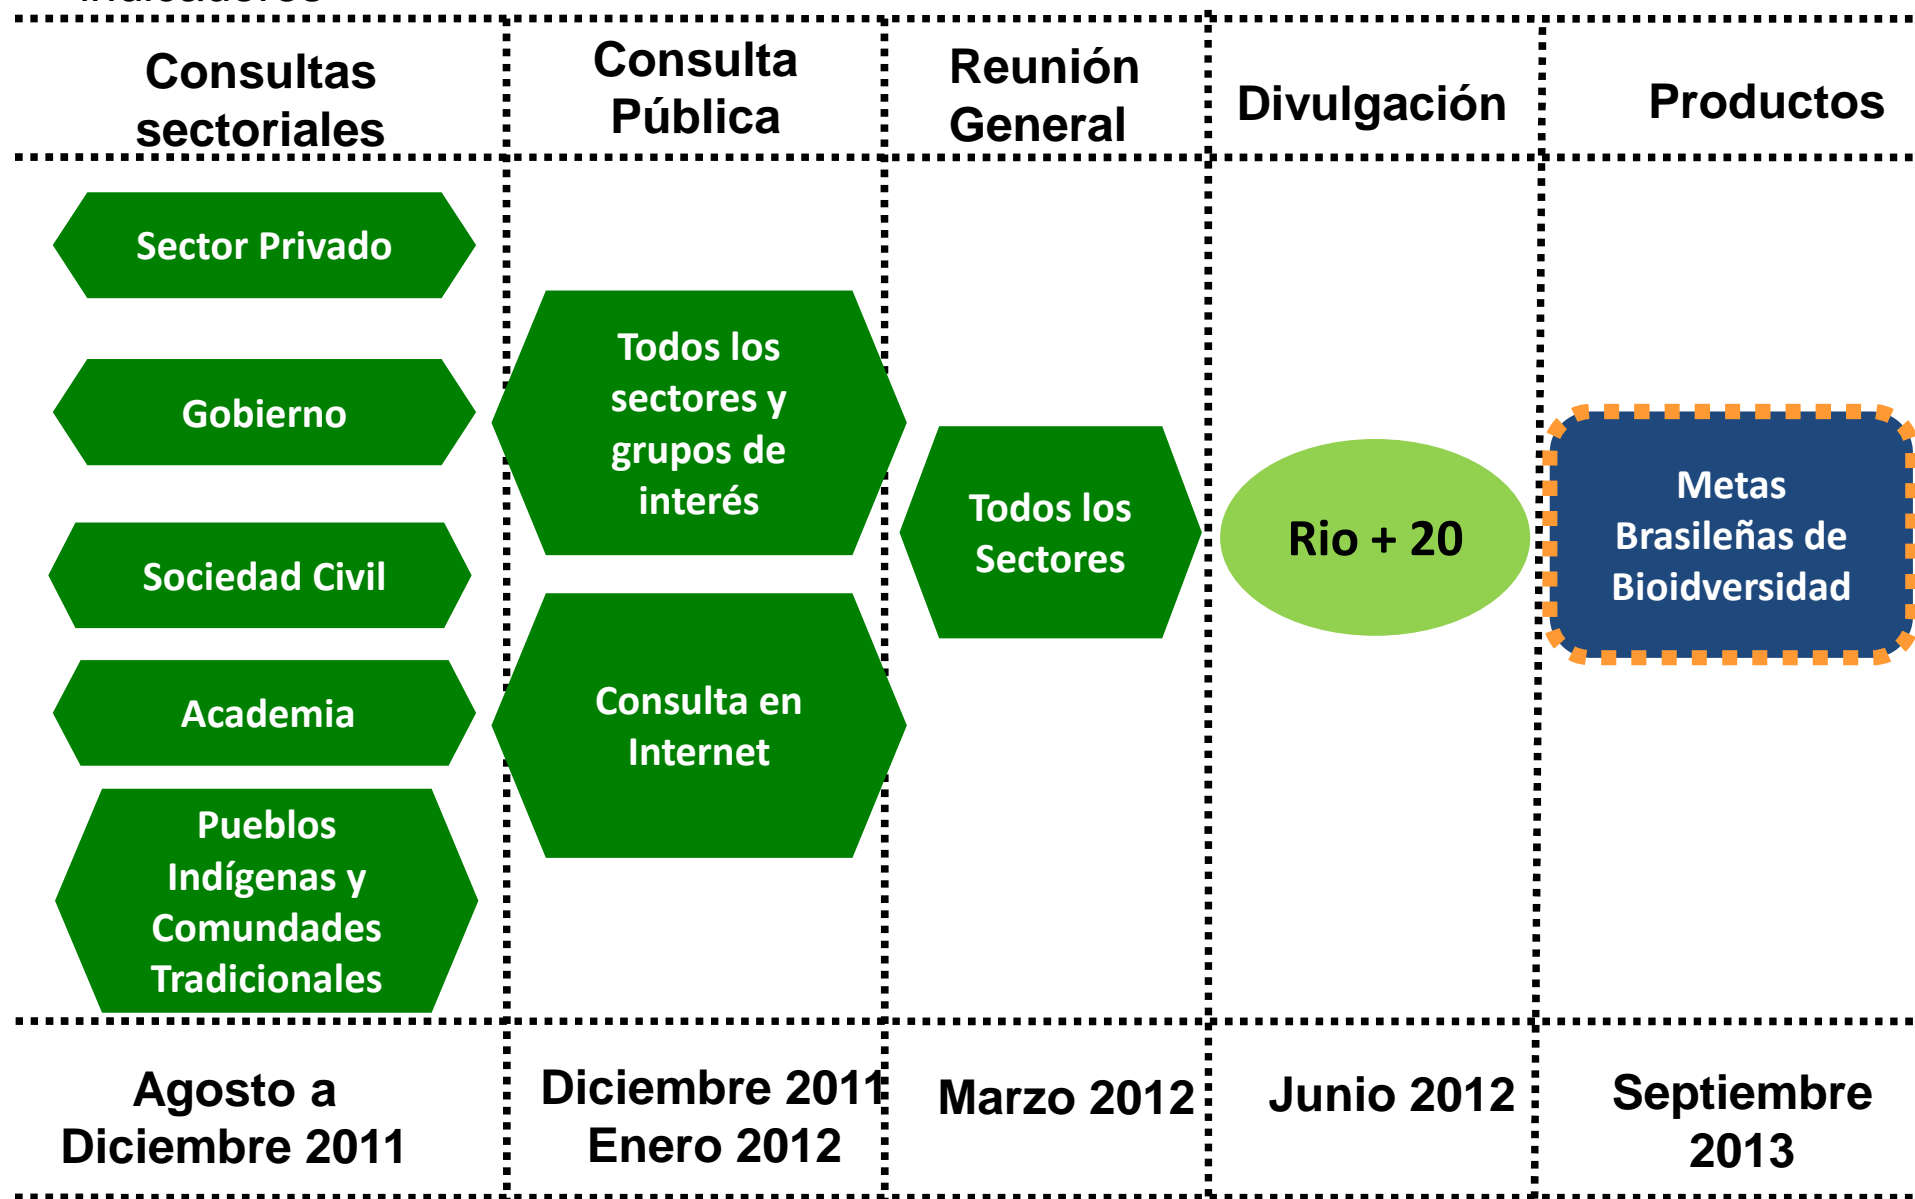 Indicadores
Consultas
sectoriales
Consulta
Pública
Reunión
General
Divulgación
Productos
Sector Privado
Gobierno
Sociedad Civil
Academia
Pueblos
Indígenas y
Comundades
Tradicionales
Todos los
sectores y
grupos de
interés
Consulta en
Internet
Todos los
Sectores
Rio + 20
Metas
Brasileñas de
Bioidversidad
Agosto a
Diciembre 2011
Diciembre 2011
Enero 2012
Marzo 2012
Junio 2012
Septiembre
2013